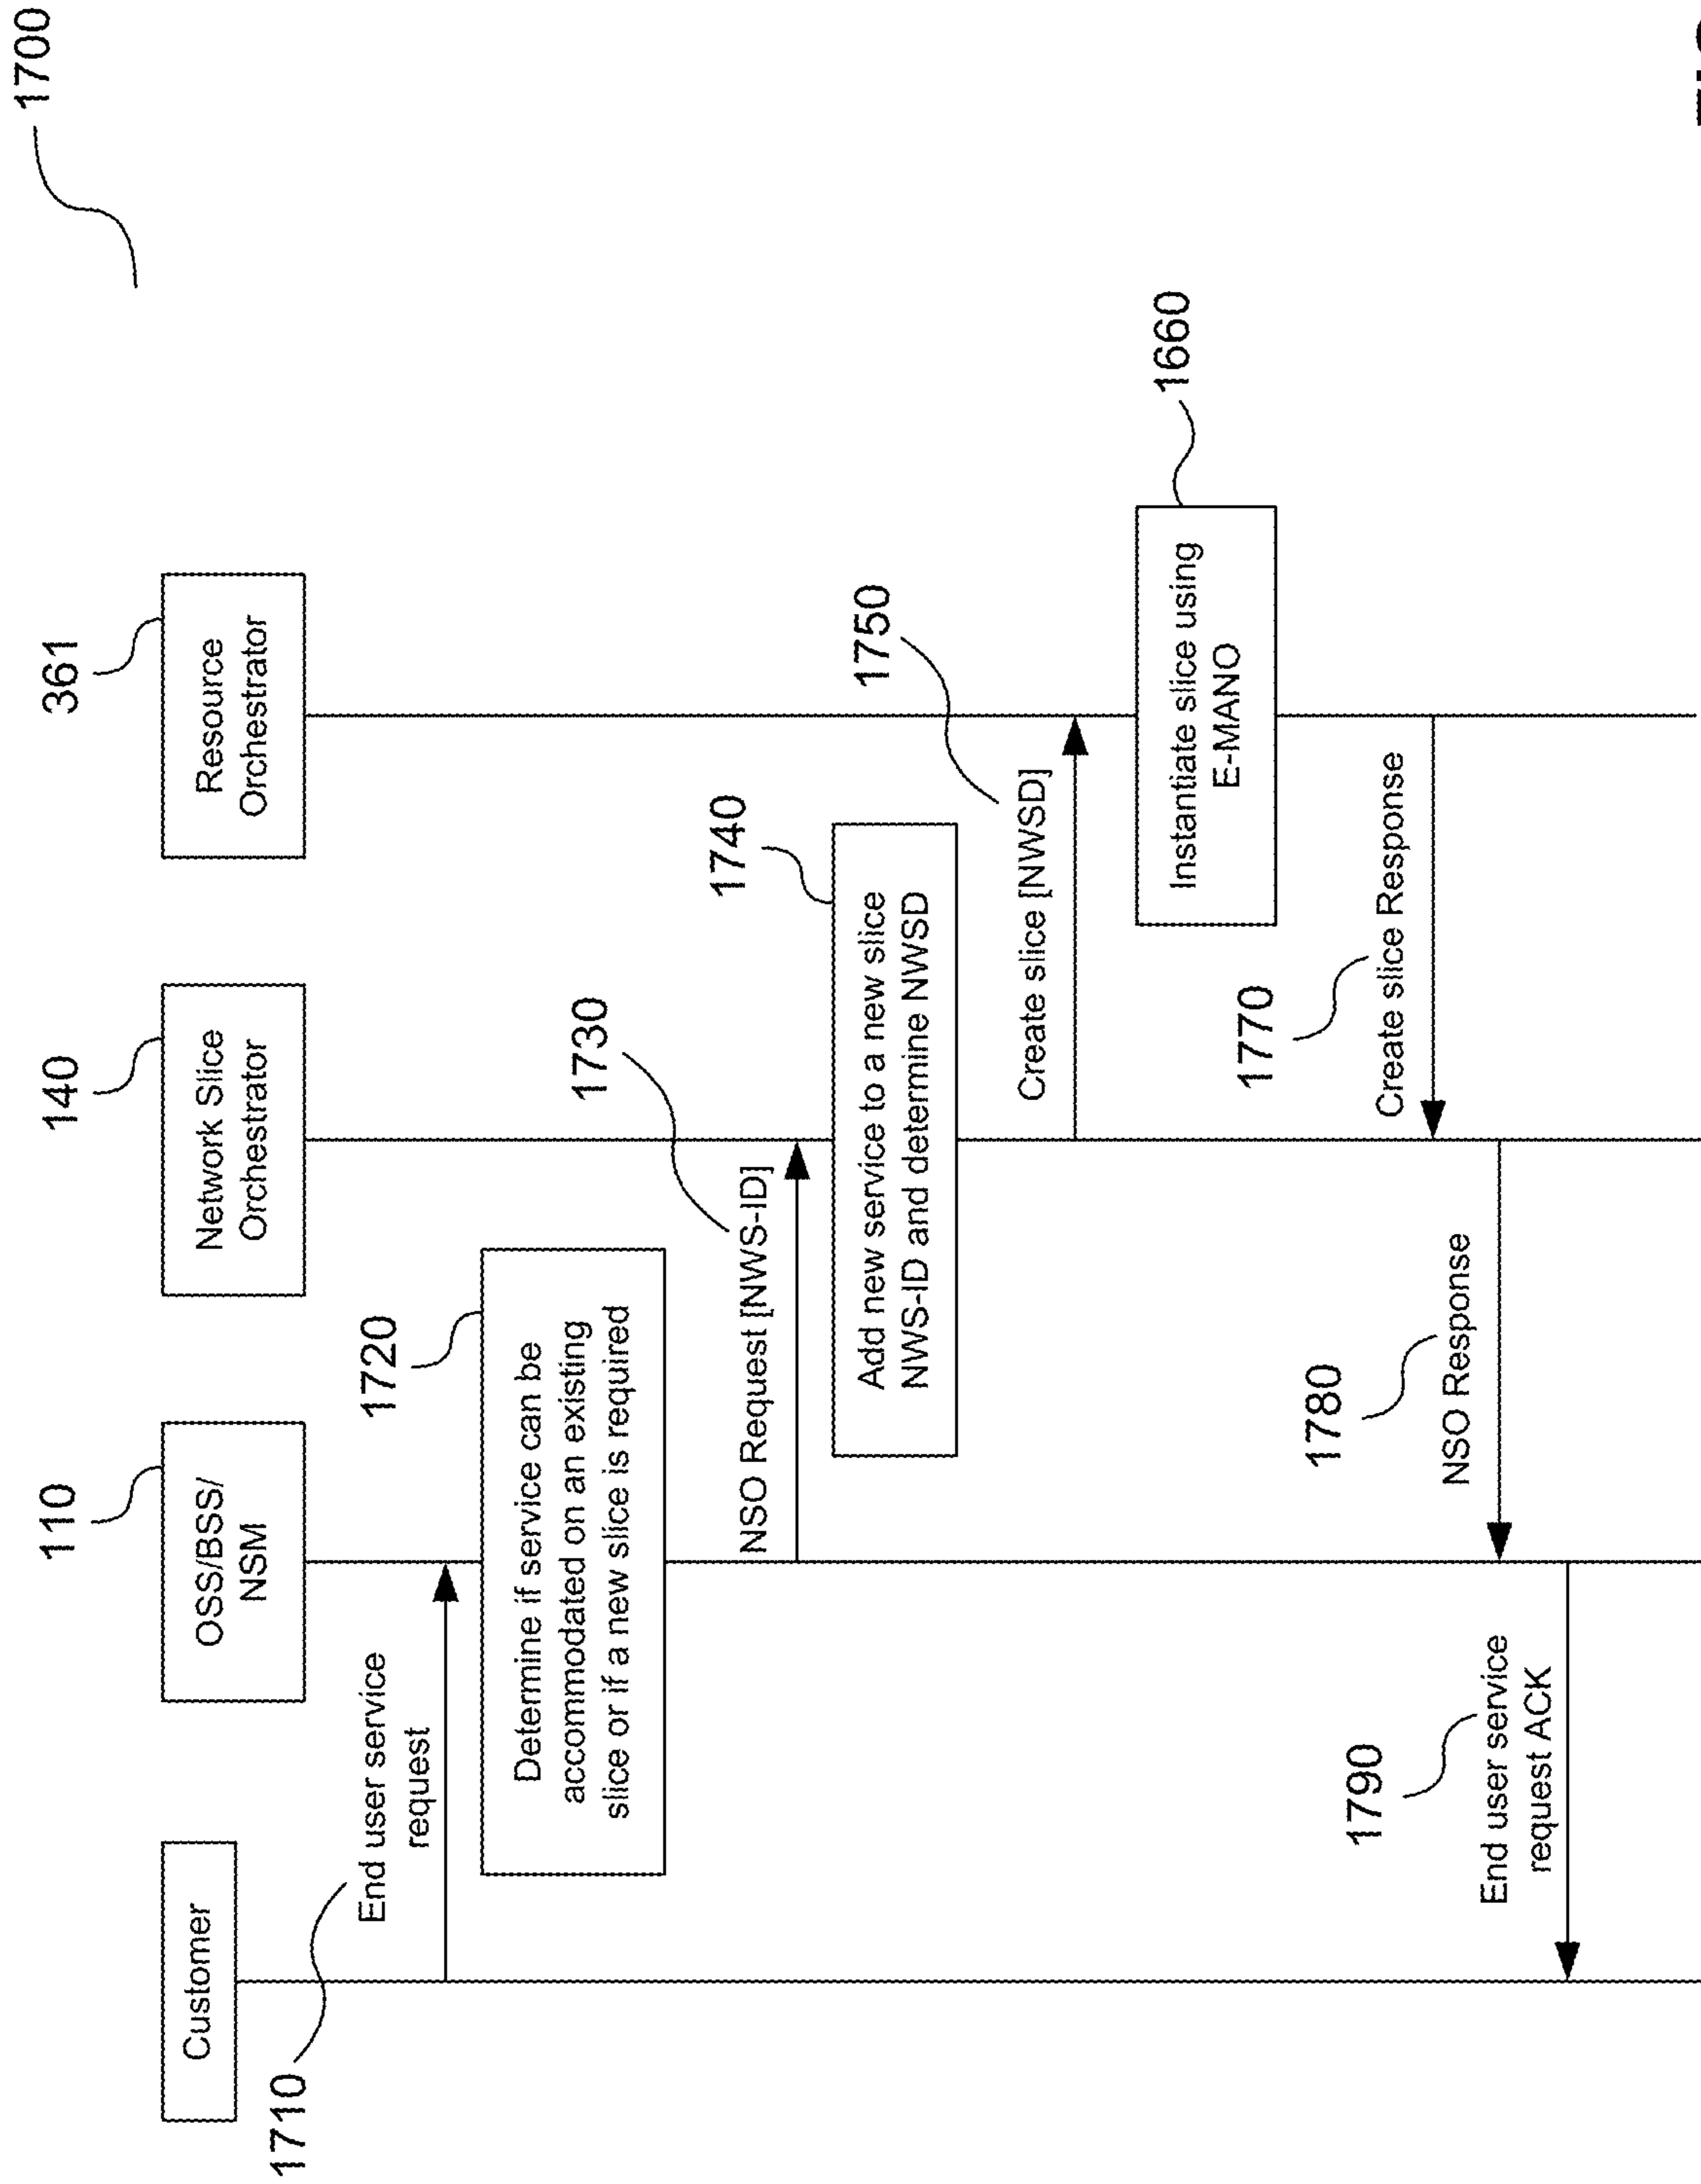 1700
110
140
361
Customer
OSS/BSS/
NSM
Network Slice
Orchestrator
Resource
Orchestrator
1710
End user service
request
1720
Determine if service can be
accommodated on an existing
slice or if a new slice is required
1730
NSO Request [NWS-ID]
1740
Add new service to a new slice
NWS-ID and determine NWSD
1750
Create slice [NWSD]
1660
Instantiate slice using
E-MANO
1770
Create slice Response
1780
NSO Response
1790
End user service
request ACK